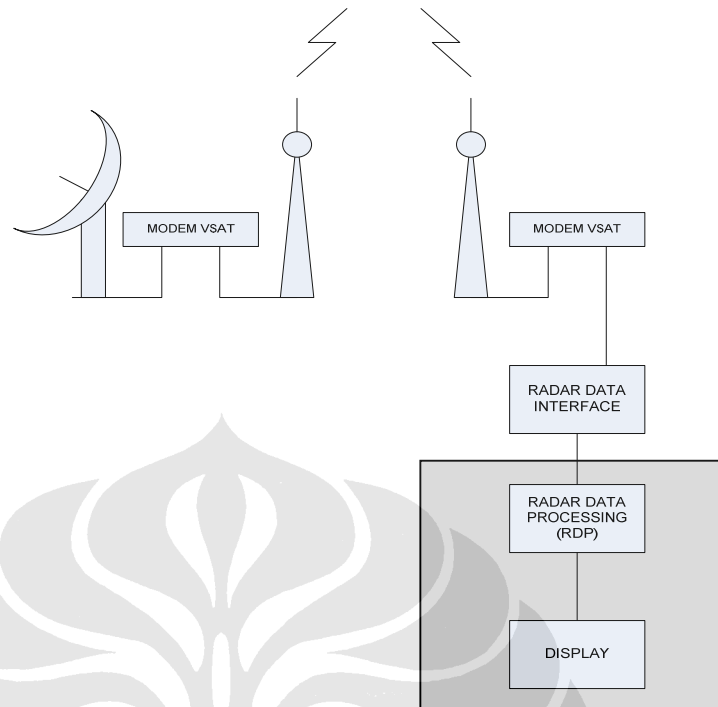 MODEM VSAT
MODEM VSAT
RADAR DATA
INTERFACE
RADAR DATA
PROCESSING
(RDP)
DISPLAY